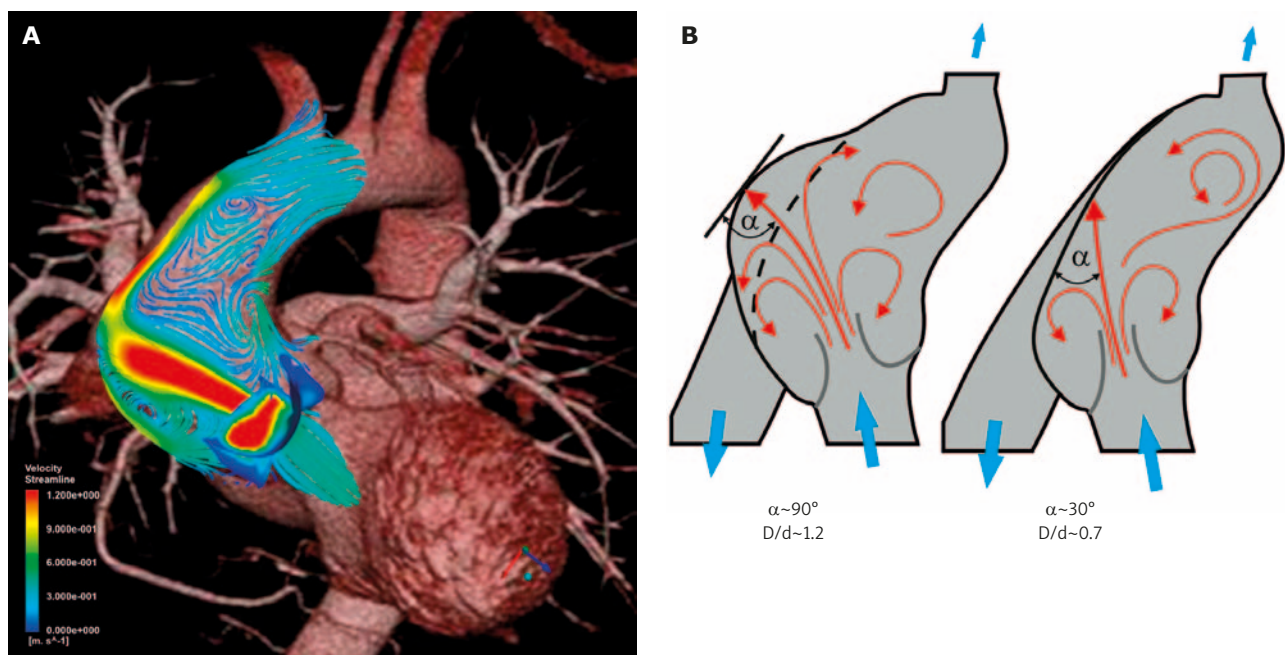 A
Velocity
Streamline
1.200e+000
9.000e-001
6.000e-001
3.000e-001
0.000e+000
[m. s^-1]
B
α
α
α~90°
D/d~1.2
α~30°
D/d~0.7